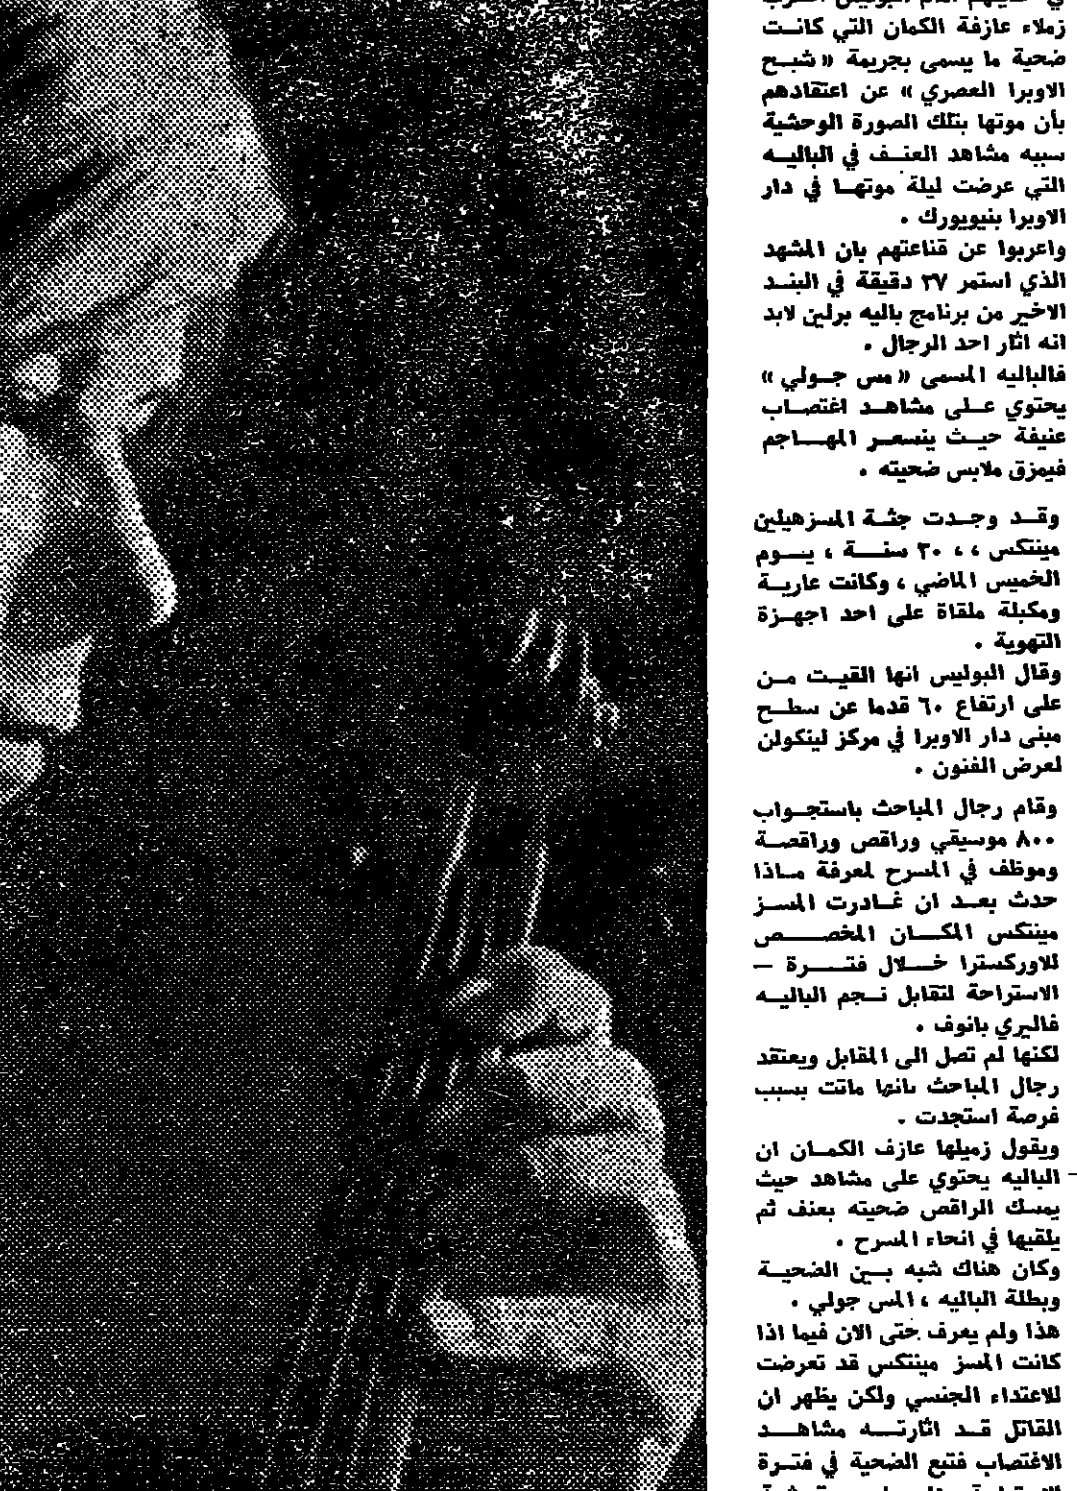 زملاء عازفة الكمان التي كانت
ضحية ما يسمى بجريمة « شبح
الاوبرا العصري » عن اعتقادهم
بأن موتها بتلك الصورة الوحشية
سببه مشاهد العنف في الباليه
التي عرضت ليلة موتها في دار
الاوبرا بنيويورك .
واعربوا عن قناعتهم بان المشهد
الذي استمر ٢٧ دقيقة في البند
الاخير من برنامج باليه برلين لابد
انه اثار احد الرجال .
فالباليه المسمى « مس جولي »
يحتوي على مشاهد اغتصاب
عنيفة حيث ينسعر المهاجم
فيمزق ملابس ضحيته .
وقد وجدت جثة المسزهيلين
مينتكس ، ، ٣٠ سنة ، يوم
الخميس الماضي ، وكانت عارية
ومكبلة ملقاة على احد اجهزة
التهوية .
وقال البوليس انها القيت من
على ارتفاع ٦٠ قدما عن سطح
مبنى دار الاوبرا في مركز لينكولن
لعرض الفنون .
وقام رجال المباحث باستجواب
٨٠٠ موسيقي وراقص وراقصة
وموظف في المسرح لمعرفة ماذا
حدث بعد ان غادرت المسز
مينتكس المكان المخصص
للاوركسترا خلال فترة –
الاستراحة لتقابل نجم الباليه
فاليري بانوف .
لكنها لم تصل الى المقابل ويعتقد
رجال المباحث بانها ماتت بسبب
فرصة استجدت .
ويقول زميلها عازف الكمان ان
الباليه يحتوي على مشاهد حيث
يمسك الراقص ضحيته بعنف ثم
يلقيها في انحاء المسرح .
وكان هناك شبه بين الضحية
وبطلة الباليه ، المس جولي .
هذا ولم يعرف حتى الان فيما اذا
كانت المسز مينتكس قد تعرضت
للاعتداء الجنسي ولكن يظهر ان
القاتل قد اثارته مشاهد
الاغتصاب فتبع الضحية في فترة